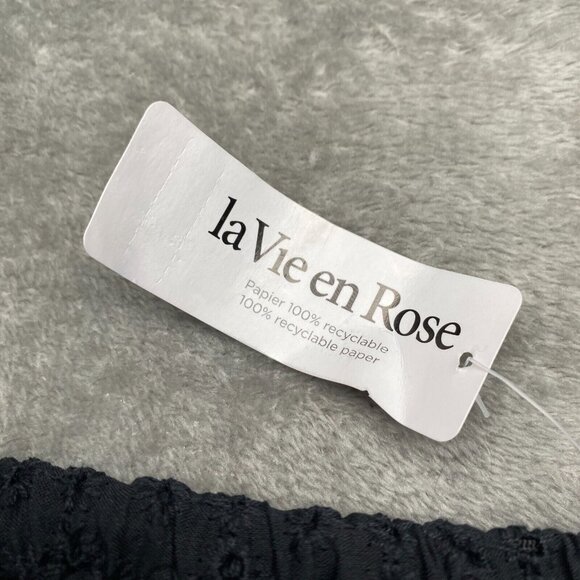 la Vie en Rose
Papier 100% recyclable
100% recyclable paper